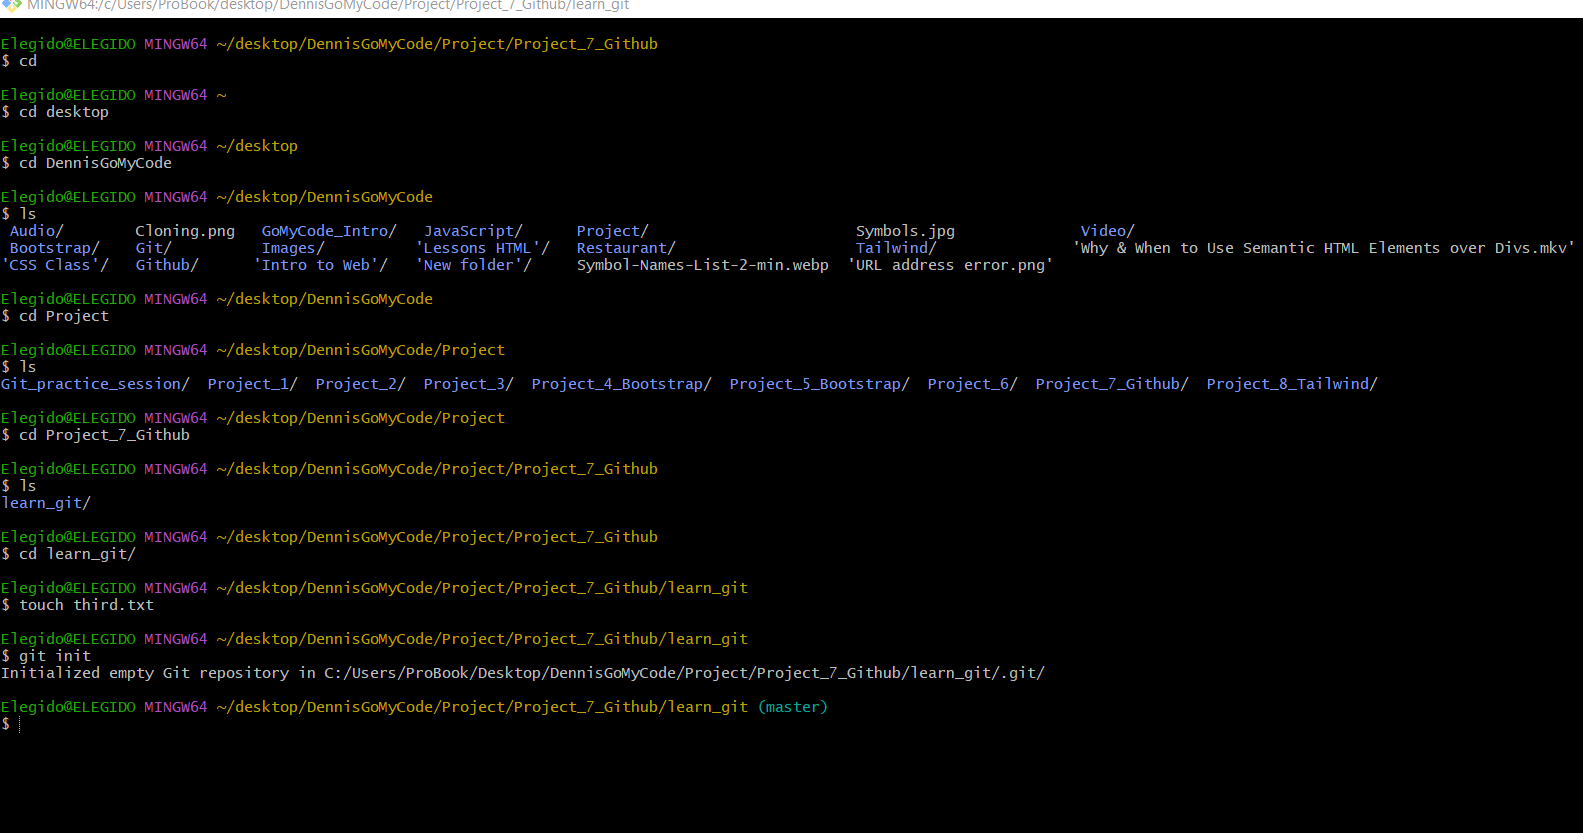 MINGW64:/c/Users/ProBook/desktop/DennisGoMyCode/Project/Project_7_Github/learn_git
Elegido@ELEGIDO MINGW64 ~/desktop/DennisGoMyCode/Project/Project_7_Github
$ cd
Elegido@ELEGIDO MINGW64 ~
$ cd desktop
Elegido@ELEGIDO MINGW64 ~/desktop
$ cd DennisGoMyCode
Elegido@ELEGIDO MINGW64 ~/desktop/DennisGoMyCode
$ ls
Audio/ Cloning.png GoMyCode_Intro/ JavaScript/ Project/ Symbols.jpg Video/
Bootstrap/ Git/ Images/ 'Lessons HTML'/ Restaurant/ Tailwind/ 'Why & When to Use Semantic HTML Elements over Divs.mkv'
'CSS Class'/ Github/ 'Intro to Web'/ 'New folder'/ Symbol-Names-List-2-min.webp 'URL address error.png'
Elegido@ELEGIDO MINGW64 ~/desktop/DennisGoMyCode
$ cd Project
Elegido@ELEGIDO MINGW64 ~/desktop/DennisGoMyCode/Project
$ ls
Git_practice_session/ Project_1/ Project_2/ Project_3/ Project_4_Bootstrap/ Project_5_Bootstrap/ Project_6/ Project_7_Github/ Project_8_Tailwind/
Elegido@ELEGIDO MINGW64 ~/desktop/DennisGoMyCode/Project
$ cd Project_7_Github
Elegido@ELEGIDO MINGW64 ~/desktop/DennisGoMyCode/Project/Project_7_Github
$ ls
learn_git/
Elegido@ELEGIDO MINGW64 ~/desktop/DennisGoMyCode/Project/Project_7_Github
$ cd learn_git/
Elegido@ELEGIDO MINGW64 ~/desktop/DennisGoMyCode/Project/Project_7_Github/learn_git
$ touch third.txt
Elegido@ELEGIDO MINGW64 ~/desktop/DennisGoMyCode/Project/Project_7_Github/learn_git
$ git init
Initialized empty Git repository in C:/Users/ProBook/Desktop/DennisGoMyCode/Project/Project_7_Github/learn_git/.git/
Elegido@ELEGIDO MINGW64 ~/desktop/DennisGoMyCode/Project/Project_7_Github/learn_git (master)
$